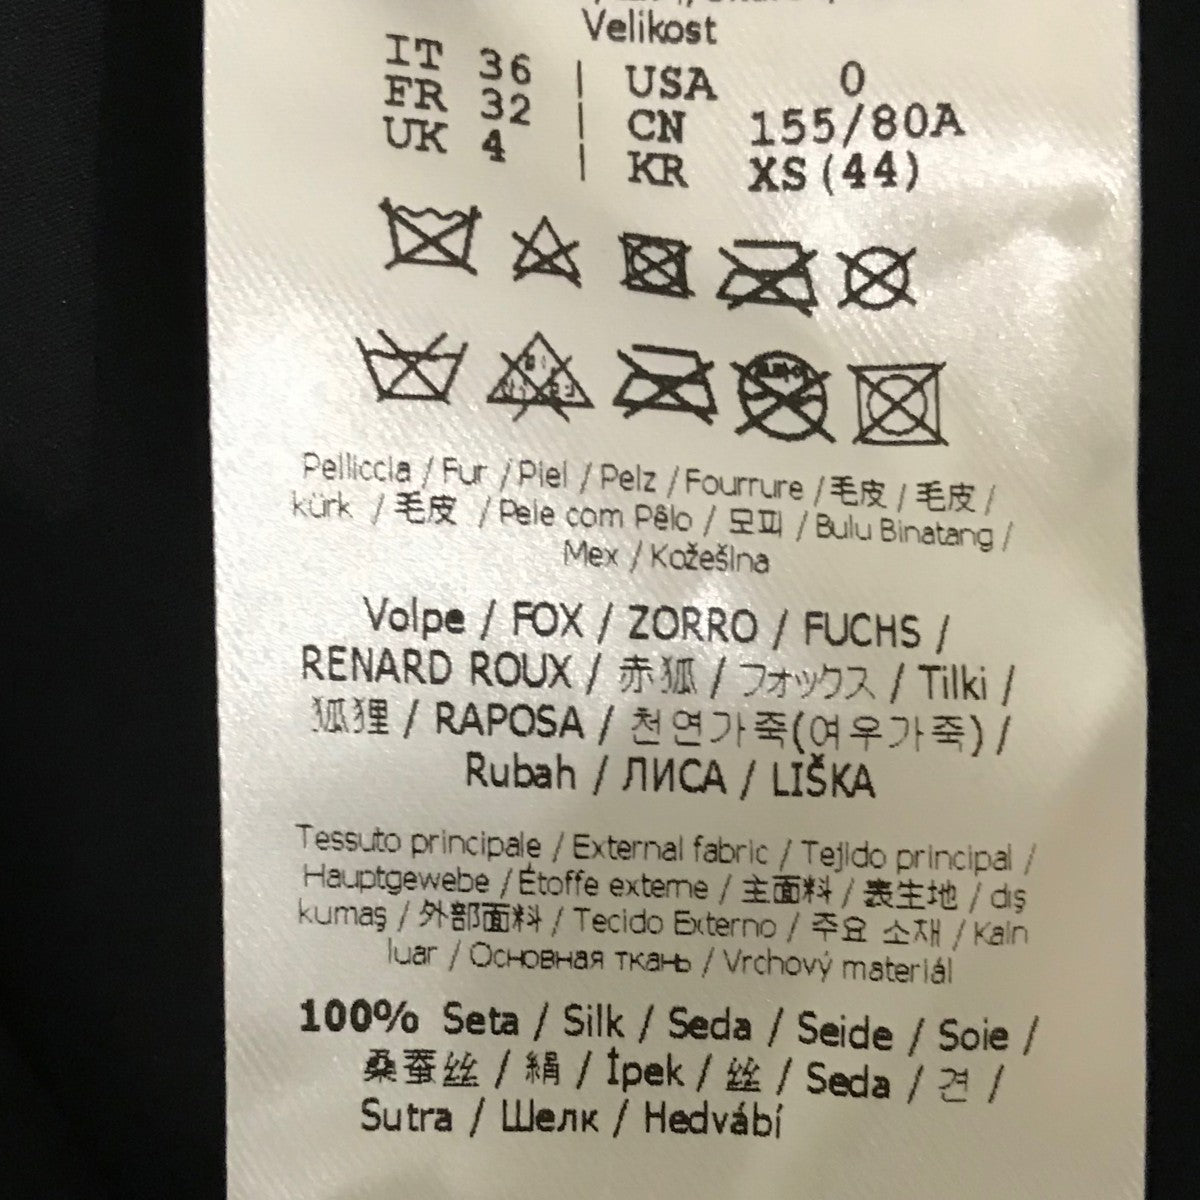 Velikost
IT 36 | USA 0
FR 32 | CN 155/80A
UK 4 | KR XS(44)
Pelliccia / Fur / Piel / Pelz / Fourrure / 毛皮 / 毛皮 /
kürk / 毛皮 / Pele com Pêlo / 모피 / Bulu Binatang /
Mex / Kožešina
Volpe / FOX / ZORRO / FUCHS /
RENARD ROUX / 赤狐 / フォックス / Tilki /
狐狸 / RAPOSA / 천연가죽(여우가죽) /
Rubah / ЛИСА / LIŠKA
Tessuto principale / External fabric / Tejido principal /
Hauptgewebe / Étoffe externe / 主面料 / 表生地 / dış
kumaş / 外部面料 / Tecido Externo / 주요 소재 / Kain
luar / Основная ткань / Vrchový materiál
100% Seta / Silk / Seda / Seide / Soie /
桑蚕丝 / 絹 / İpek / 丝 / Seda / 견 /
Sutra / Шелк / Hedvábí